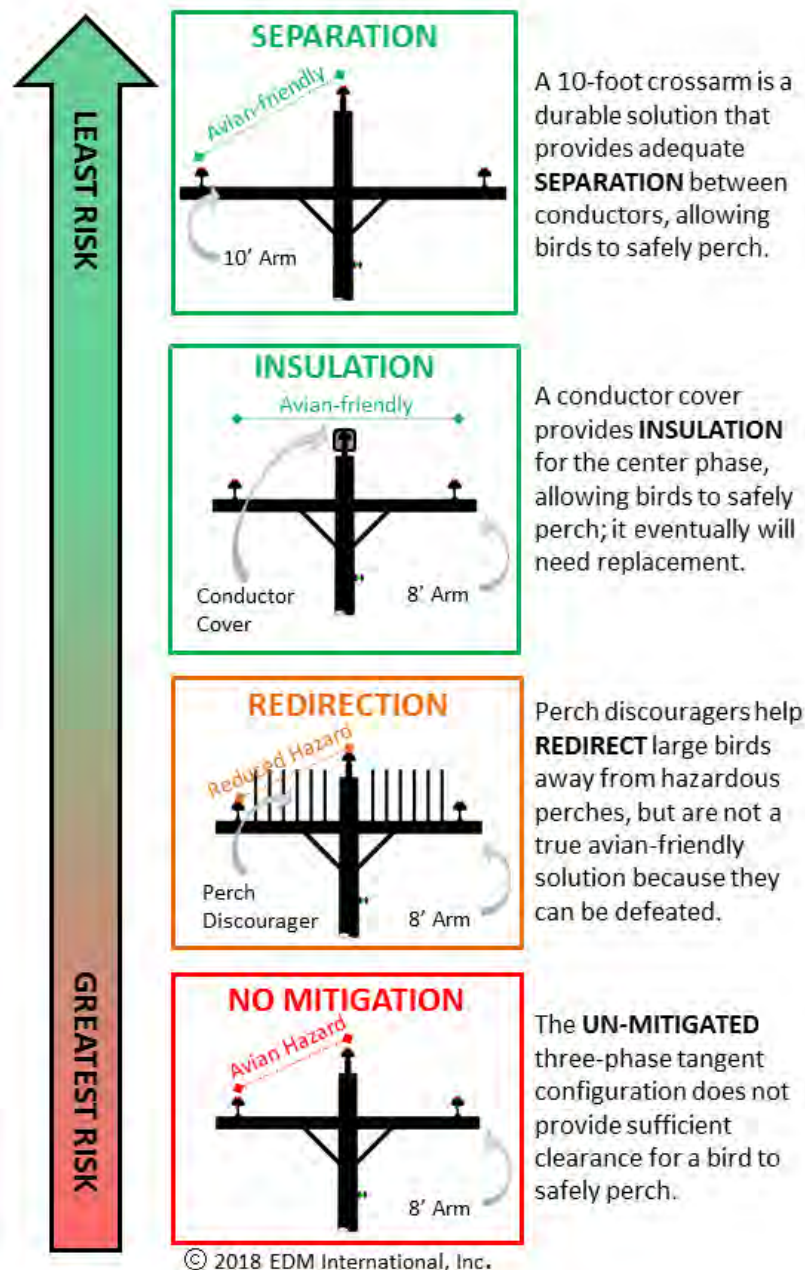 LEAST RISK
GREATEST RISK
SEPARATION
Avian-friendly
10' Arm
A 10-foot crossarm is a
durable solution that
provides adequate
SEPARATION between
conductors, allowing
birds to safely perch.
INSULATION
Avian-friendly
Conductor
Cover
8' Arm
A conductor cover
provides INSULATION
for the center phase,
allowing birds to safely
perch; it eventually will
need replacement.
REDIRECTION
Reduced Hazard
Perch
Discourager
8' Arm
Perch discouragers help
REDIRECT large birds
away from hazardous
perches, but are not a
true avian-friendly
solution because they
can be defeated.
NO MITIGATION
Avian Hazard
8' Arm
The UN-MITIGATED
three-phase tangent
configuration does not
provide sufficient
clearance for a bird to
safely perch.
© 2018 EDM International, Inc.